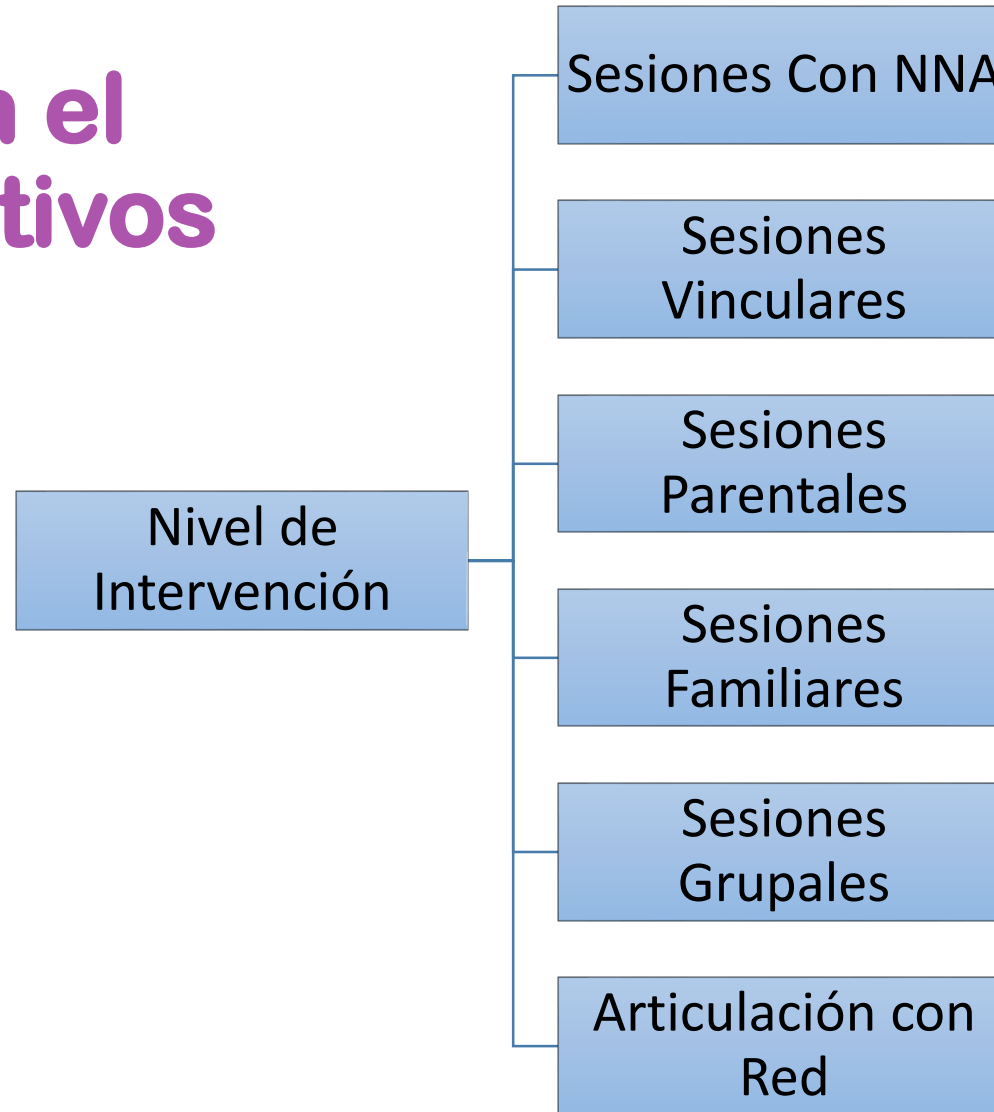 el
tivos
Sesiones Con NNA
Sesiones
Vinculares
Sesiones
Parentales
Nivel de
Intervención
Sesiones
Familiares
Sesiones
Grupales
Articulación con
Red